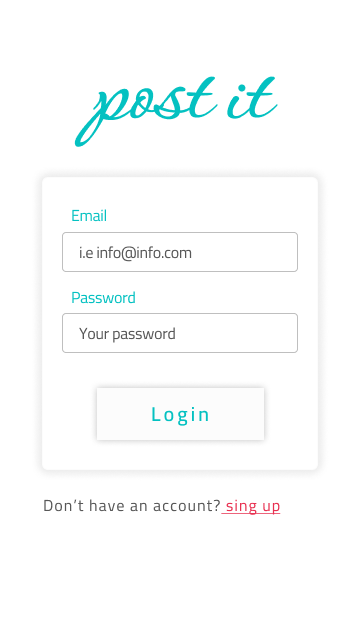 post it
Email
i.e info@info.com
Password
Your password
Login
Don’t have an account? sing up